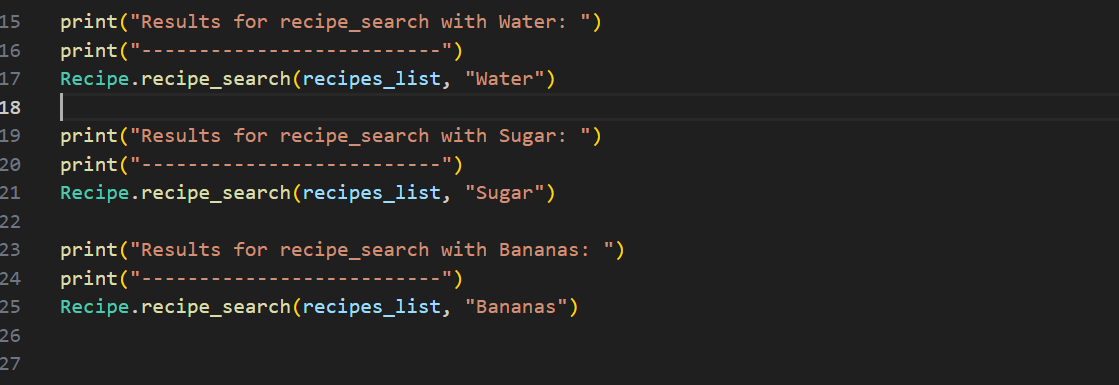 15 print("Results for recipe_search with Water: ")
16 print("--------------------------")
17 Recipe.recipe_search(recipes_list, "Water")
18
19 print("Results for recipe_search with Sugar: ")
20 print("--------------------------")
21 Recipe.recipe_search(recipes_list, "Sugar")
22
23 print("Results for recipe_search with Bananas: ")
24 print("--------------------------")
25 Recipe.recipe_search(recipes_list, "Bananas")
26
27